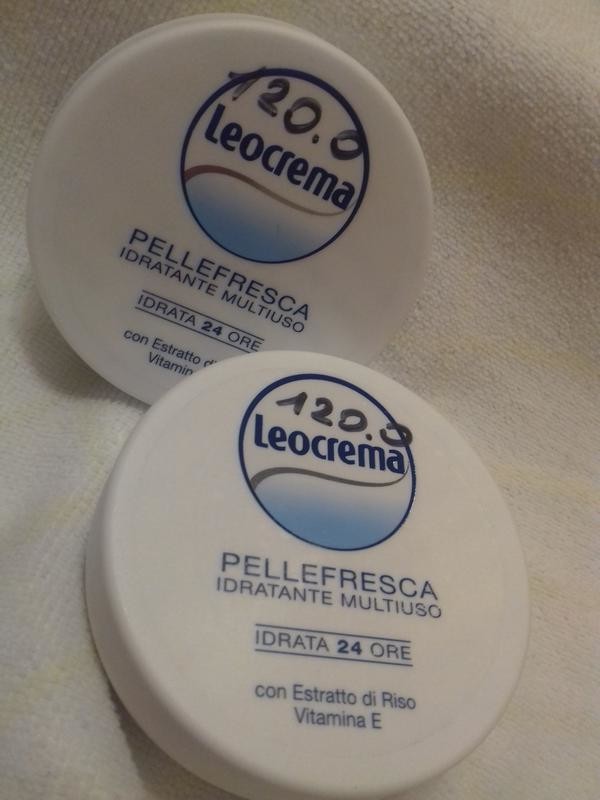 120.0
Leocrema
PELLEFRESCA
IDRATANTE MULTIUSO
IDRATA 24 ORE
con Estratto di
Vitamin
120.0
Leocrema
PELLEFRESCA
IDRATANTE MULTIUSO
IDRATA 24 ORE
con Estratto di Riso
Vitamina E